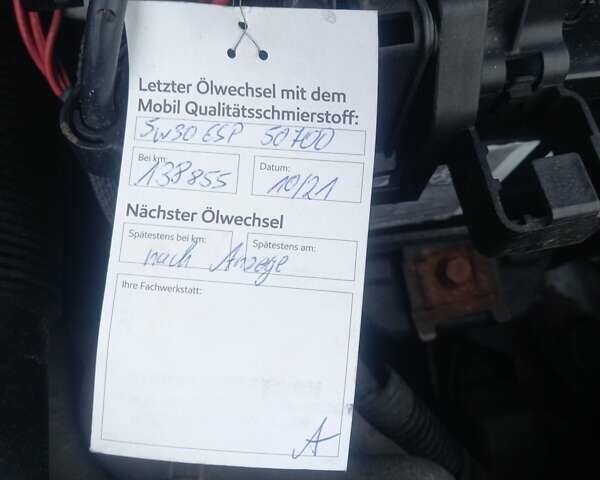 Letzter Ölwechsel mit dem
Mobil Qualitätsschmierstoff:
5W30 ESP 50700
Bei km: Datum:
138855 10/21
Nächster Ölwechsel
Spätestens bei km: Spätestens am:
nach Anzeige
Ihre Fachwerkstatt:
A